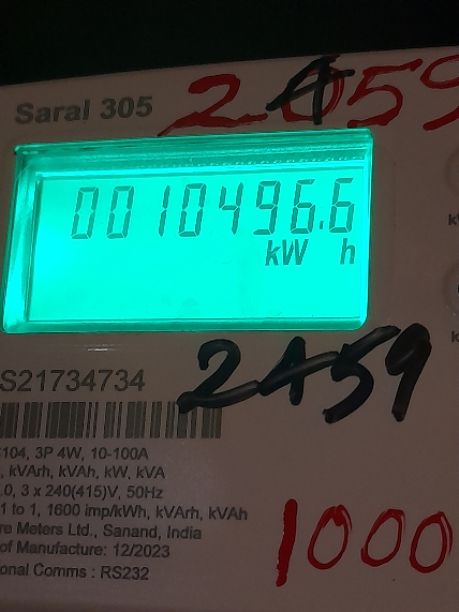 Saral 305
2459
00110496.6
kW h
2459
S21734734
104, 3P 4W, 10-100A
, kVArh, kVAh, kW, kVA
.0, 3 x 240(415)V, 50Hz
1 to 1, 1600 imp/kWh, kVArh, kVAh
re Meters Ltd., Sanand, India
of Manufacture: 12/2023
onal Comms : RS232
1000